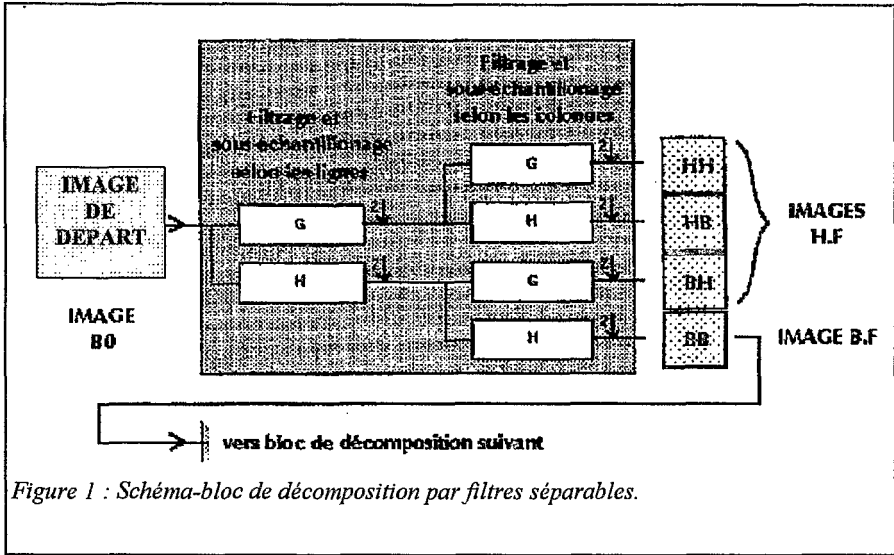 Filtrage et
sous-échantillonage
selon les colonnes
Filtrage et
sous-échantillonage
selon les lignes
IMAGE
DE
DEPART
IMAGE
B0
G
2
H
2
G
2
H
2
G
2
H
2
HH
HB
BH
BB
IMAGES
H.F
IMAGE B.F
vers bloc de décomposition suivant
Figure 1 : Schéma-bloc de décomposition par filtres séparables.